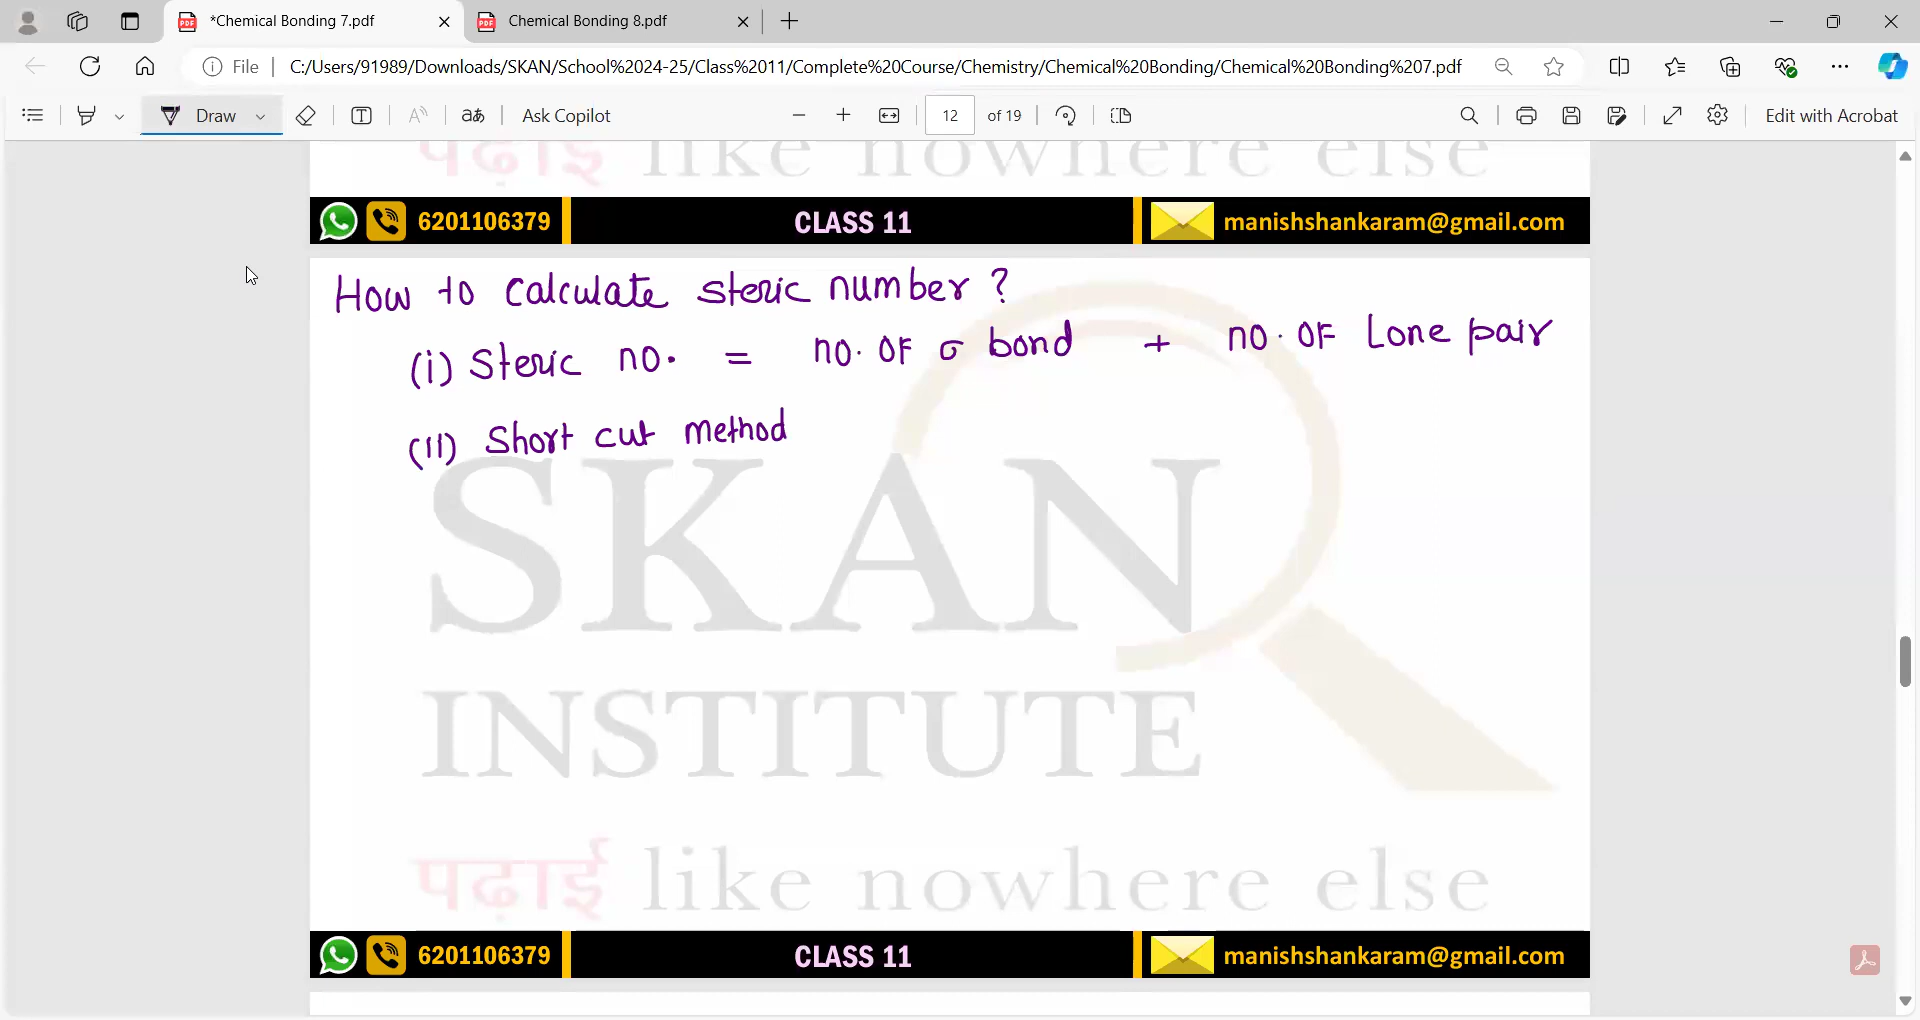 *Chemical Bonding 7.pdf
Chemical Bonding 8.pdf
File
C:/Users/91989/Downloads/SKAN/School%2024-25/Class%2011/Complete%20Course/Chemistry/Chemical%20Bonding/Chemical%20Bonding%207.pdf
Draw
aあ
Ask Copilot
12 of 19
Edit with Acrobat
पढ़ाई like nowhere else
6201106379 CLASS 11 manishshankaram@gmail.com
How to Calculate steric number ?
(i) Steric no. = no. of σ bond + no. of Lone pair
(II) Short cut method
SKAN
INSTITUTE
पढ़ाई like nowhere else
6201106379 CLASS 11 manishshankaram@gmail.com